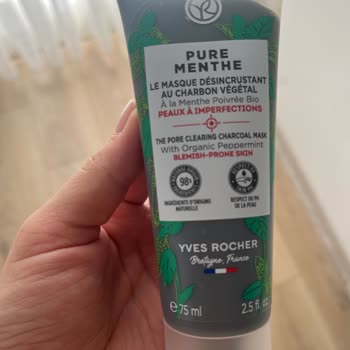 PURE
MENTHE
LE MASQUE DÉSINCRUSTANT
AU CHARBON VÉGÉTAL
À la Menthe Poivrée Bio
PEAUX À IMPERFECTIONS
THE PORE CLEARING CHARCOAL MASK
With Organic Peppermint
BLEMISH-PRONE SKIN
98%
INGRÉDIENTS D'ORIGINE
NATURELLE
RESPECT DU PH
DE LA PEAU
YVES ROCHER
Bretagne, France
e 75 ml
2.5 fl. oz